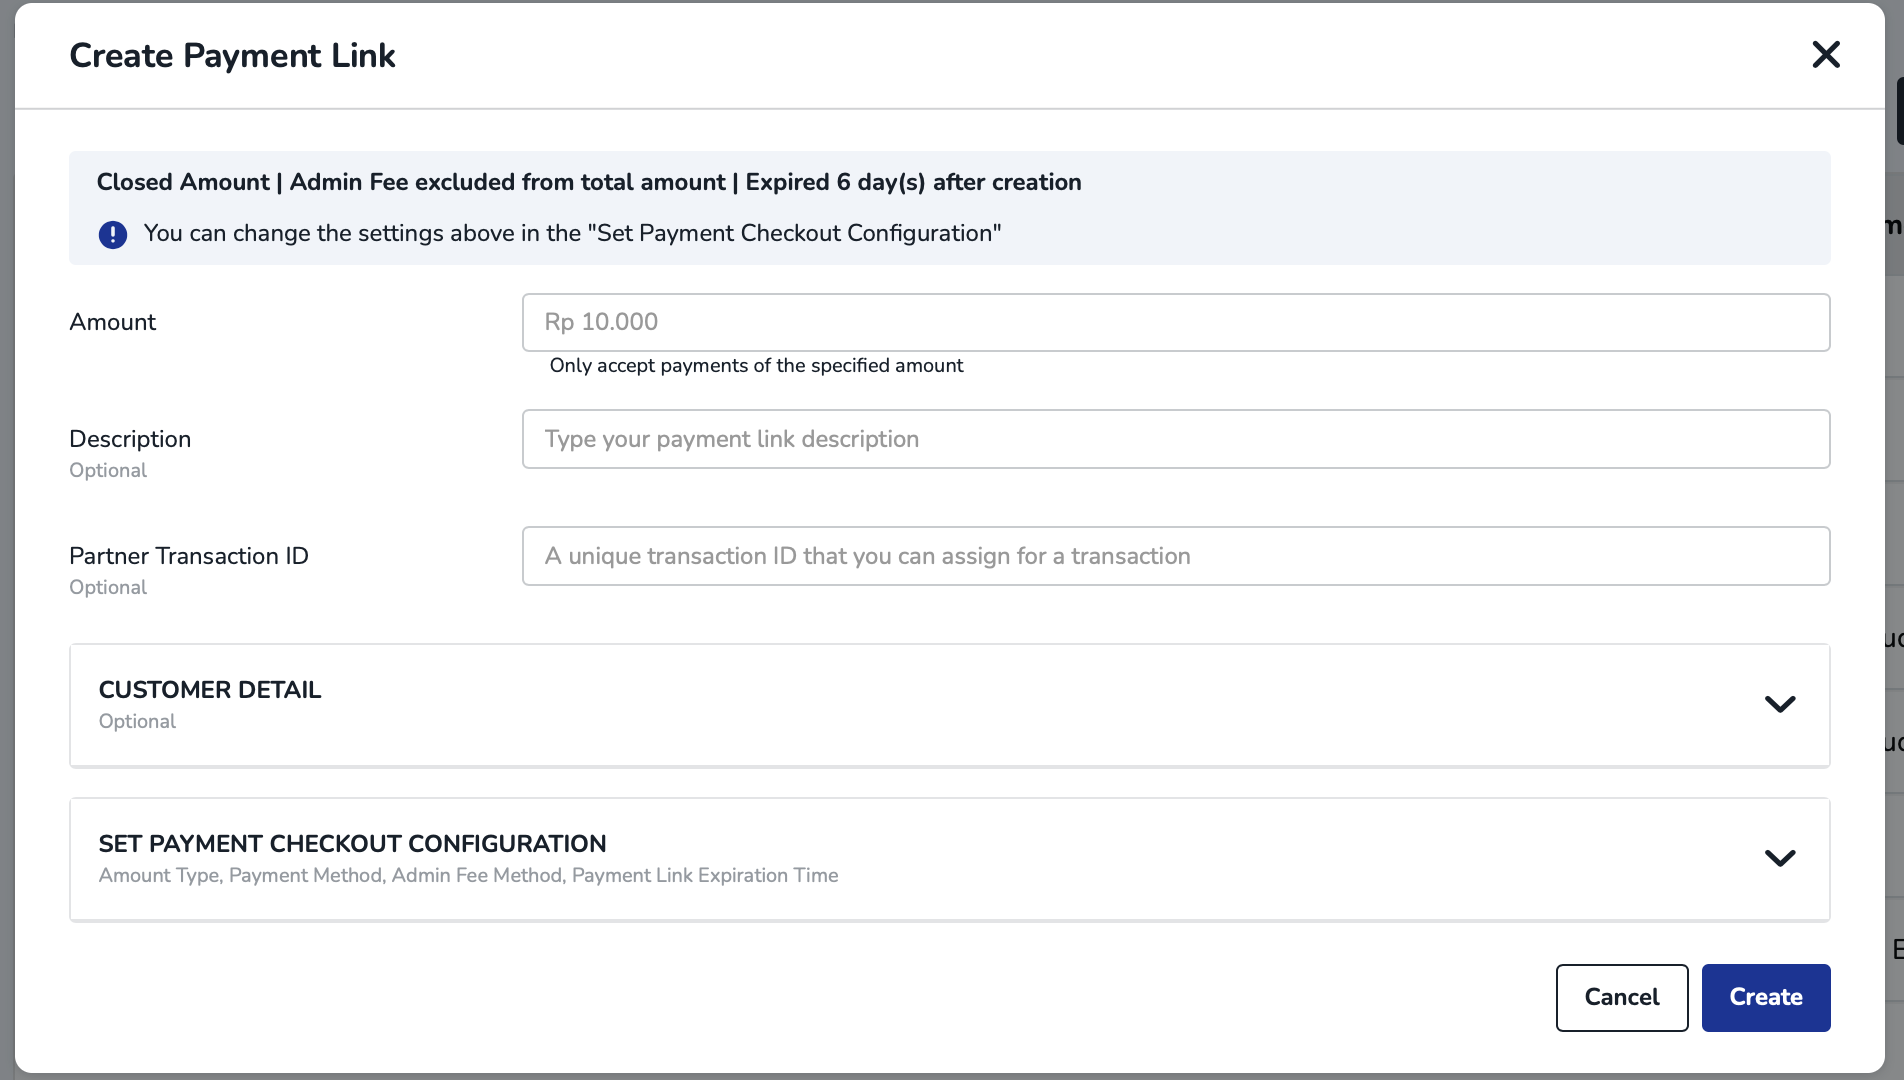 Create Payment Link
Closed Amount | Admin Fee excluded from total amount | Expired 6 day(s) after creation
You can change the settings above in the "Set Payment Checkout Configuration"
Amount
Rp 10.000
Only accept payments of the specified amount
Description
Optional
Type your payment link description
Partner Transaction ID
Optional
A unique transaction ID that you can assign for a transaction
CUSTOMER DETAIL
Optional
SET PAYMENT CHECKOUT CONFIGURATION
Amount Type, Payment Method, Admin Fee Method, Payment Link Expiration Time
Cancel
Create